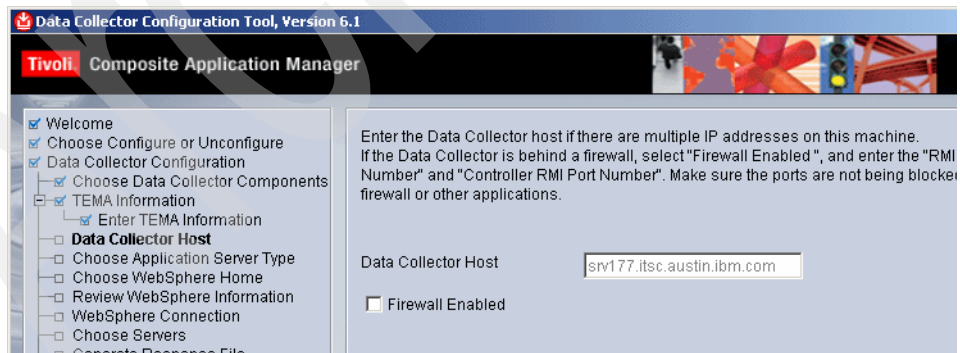 Data Collector Configuration Tool, Version 6.1
Tivoli. Composite Application Manager
Welcome
Choose Configure or Unconfigure
Data Collector Configuration
Choose Data Collector Components
TEMA Information
Enter TEMA Information
Data Collector Host
Choose Application Server Type
Choose WebSphere Home
Review WebSphere Information
WebSphere Connection
Choose Servers
Generate Response File
Enter the Data Collector host if there are multiple IP addresses on this machine.
If the Data Collector is behind a firewall, select "Firewall Enabled ", and enter the "RMI
Number" and "Controller RMI Port Number". Make sure the ports are not being blocked
firewall or other applications.
Data Collector Host
srv177.itsc.austin.ibm.com
Firewall Enabled